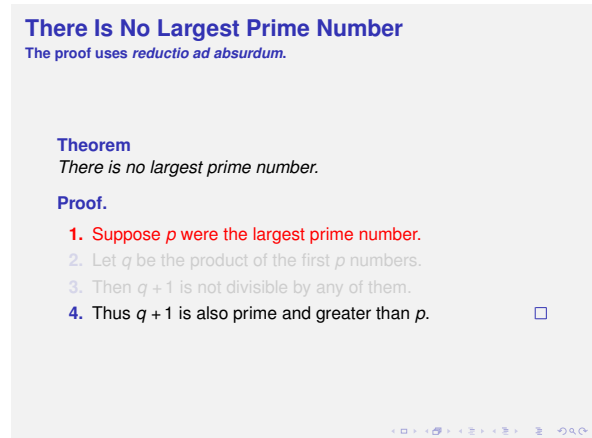 There Is No Largest Prime Number
The proof uses reductio ad absurdum.
Theorem
There is no largest prime number.
Proof.
1. Suppose p were the largest prime number.
2. Let q be the product of the first p numbers.
3. Then q + 1 is not divisible by any of them.
4. Thus q + 1 is also prime and greater than p.